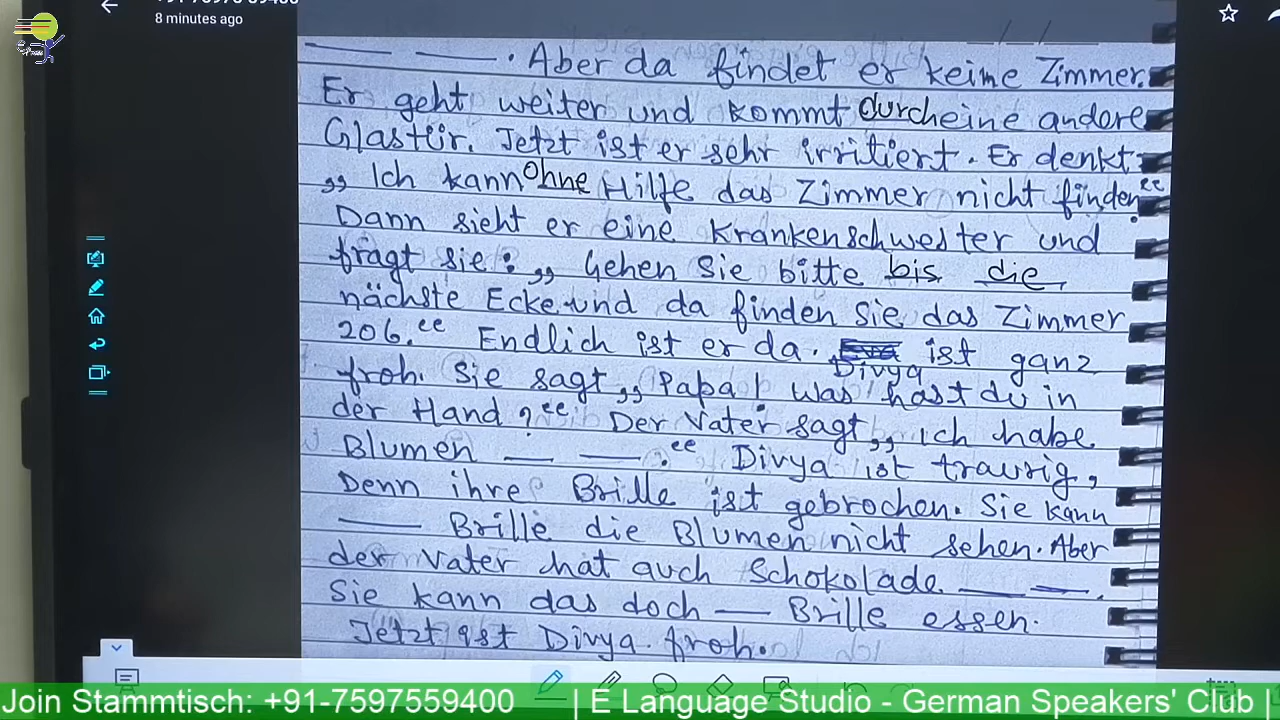 8 minutes ago
___ ___. Aber da findet er keine Zimmer.
Er geht weiter und kommt durch eine andere
Glastür. Jetzt ist er sehr irritiert. Er denkt:
„ Ich kann ohne Hilfe das Zimmer nicht finden.“
Dann sieht er eine Krankenschwester und
fragt sie: „ Gehen Sie bitte bis die
nächste Ecke und da finden Sie das Zimmer
206.“ Endlich ist er da. Divya ist ganz
froh. Sie sagt „ Papa! Was hast du in
der Hand?“ Der Vater sagt „ ich habe
Blumen ___ ___.“ Divya ist traurig,
Denn ihre Brille ist gebrochen. Sie kann
___ Brille die Blumen nicht sehen. Aber
der Vater hat auch Schokolade ___ ___.
Sie kann das doch ___ Brille essen.
Jetzt ist Divya froh.
Join Stammtisch: +91-7597559400 | E Language Studio - German Speakers' Club |